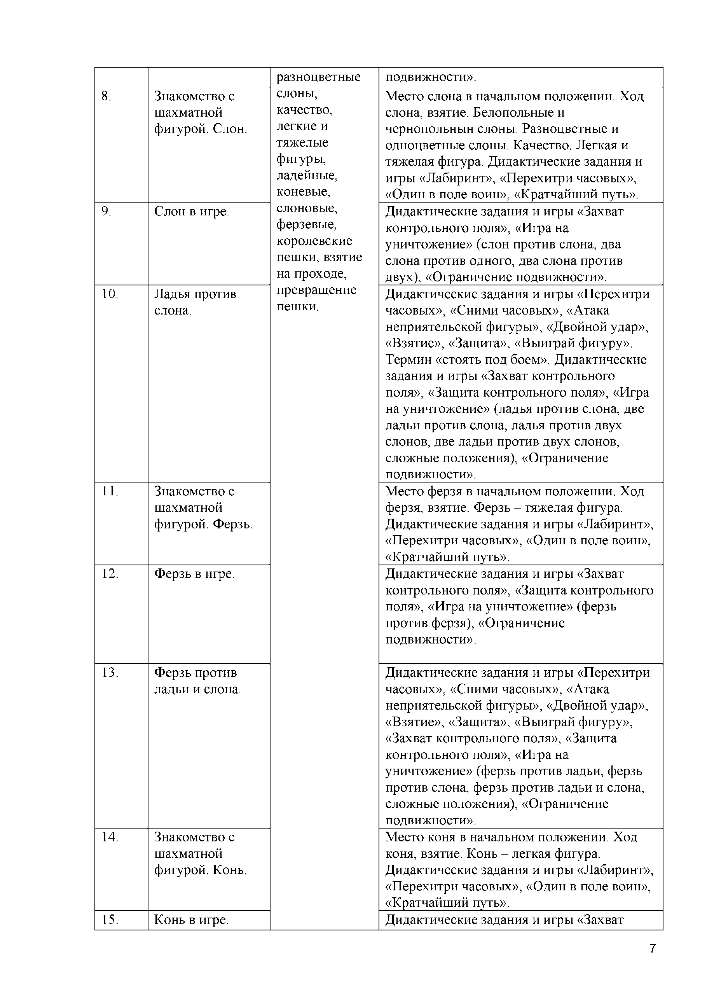 разноцветные
слоны,
качество,
легкие и
тяжелые
фигуры,
ладейные,
коневые,
слоновые,
ферзевые,
королевские
пешки, взятие
на проходе,
превращение
пешки.
подвижности».
8.
Знакомство с
шахматной
фигурой. Слон.
Место слона в начальном положении. Ход
слона, взятие. Белопольные и
чернопольнын слоны. Разноцветные и
одноцветные слоны. Качество. Легкая и
тяжелая фигура. Дидактические задания и
игры «Лабиринт», «Перехитри часовых»,
«Один в поле воин», «Кратчайший путь».
9.
Слон в игре.
Дидактические задания и игры «Захват
контрольного поля», «Игра на
уничтожение» (слон против слона, два
слона против одного, два слона против
двух), «Ограничение подвижности».
10.
Ладья против
слона.
Дидактические задания и игры «Перехитри
часовых», «Сними часовых», «Атака
неприятельской фигуры», «Двойной удар»,
«Взятие», «Защита», «Выиграй фигуру».
Термин «стоять под боем». Дидактические
задания и игры «Захват контрольного
поля», «Защита контрольного поля», «Игра
на уничтожение» (ладья против слона, две
ладьи против слона, ладья против двух
слонов, две ладьи против двух слонов,
сложные положения), «Ограничение
подвижности».
11.
Знакомство с
шахматной
фигурой. Ферзь.
Место ферзя в начальном положении. Ход
ферзя, взятие. Ферзь – тяжелая фигура.
Дидактические задания и игры «Лабиринт»,
«Перехитри часовых», «Один в поле воин»,
«Кратчайший путь».
12.
Ферзь в игре.
Дидактические задания и игры «Захват
контрольного поля», «Защита контрольного
поля», «Игра на уничтожение» (ферзь
против ферзя), «Ограничение
подвижности».
13.
Ферзь против
ладьи и слона.
Дидактические задания и игры «Перехитри
часовых», «Сними часовых», «Атака
неприятельской фигуры», «Двойной удар»,
«Взятие», «Защита», «Выиграй фигуру»,
«Захват контрольного поля», «Защита
контрольного поля», «Игра на
уничтожение» (ферзь против ладьи, ферзь
против слона, ферзь против ладьи и слона,
сложные положения), «Ограничение
подвижности».
14.
Знакомство с
шахматной
фигурой. Конь.
Место коня в начальном положении. Ход
коня, взятие. Конь – легкая фигура.
Дидактические задания и игры «Лабиринт»,
«Перехитри часовых», «Один в поле воин»,
«Кратчайший путь».
15.
Конь в игре.
Дидактические задания и игры «Захват
7